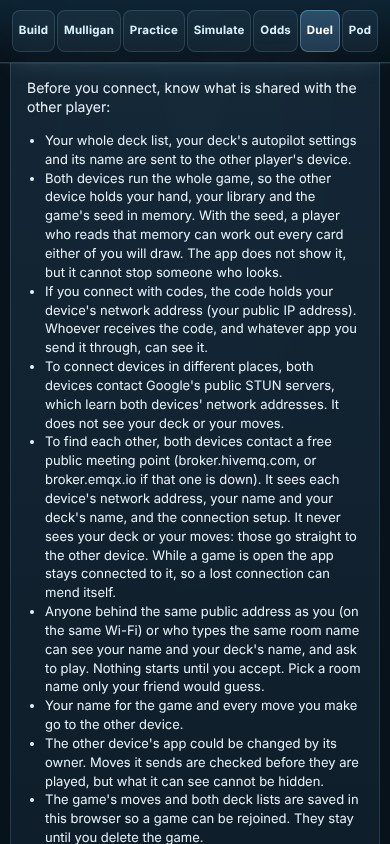 Build Mulligan Practice Simulate Odds Duel Pod
Before you connect, know what is shared with the
other player:
• Your whole deck list, your deck's autopilot settings
and its name are sent to the other player's device.
• Both devices run the whole game, so the other
device holds your hand, your library and the
game's seed in memory. With the seed, a player
who reads that memory can work out every card
either of you will draw. The app does not show it,
but it cannot stop someone who looks.
• If you connect with codes, the code holds your
device's network address (your public IP address).
Whoever receives the code, and whatever app you
send it through, can see it.
• To connect devices in different places, both
devices contact Google's public STUN servers,
which learn both devices' network addresses. It
does not see your deck or your moves.
• To find each other, both devices contact a free
public meeting point (broker.hivemq.com, or
broker.emqx.io if that one is down). It sees each
device's network address, your name and your
deck's name, and the connection setup. It never
sees your deck or your moves: those go straight to
the other device. While a game is open the app
stays connected to it, so a lost connection can
mend itself.
• Anyone behind the same public address as you (on
the same Wi-Fi) or who types the same room name
can see your name and your deck's name, and ask
to play. Nothing starts until you accept. Pick a room
name only your friend would guess.
• Your name for the game and every move you make
go to the other device.
• The other device's app could be changed by its
owner. Moves it sends are checked before they are
played, but what it can see cannot be hidden.
• The game's moves and both deck lists are saved in
this browser so a game can be rejoined. They stay
until you delete the game.